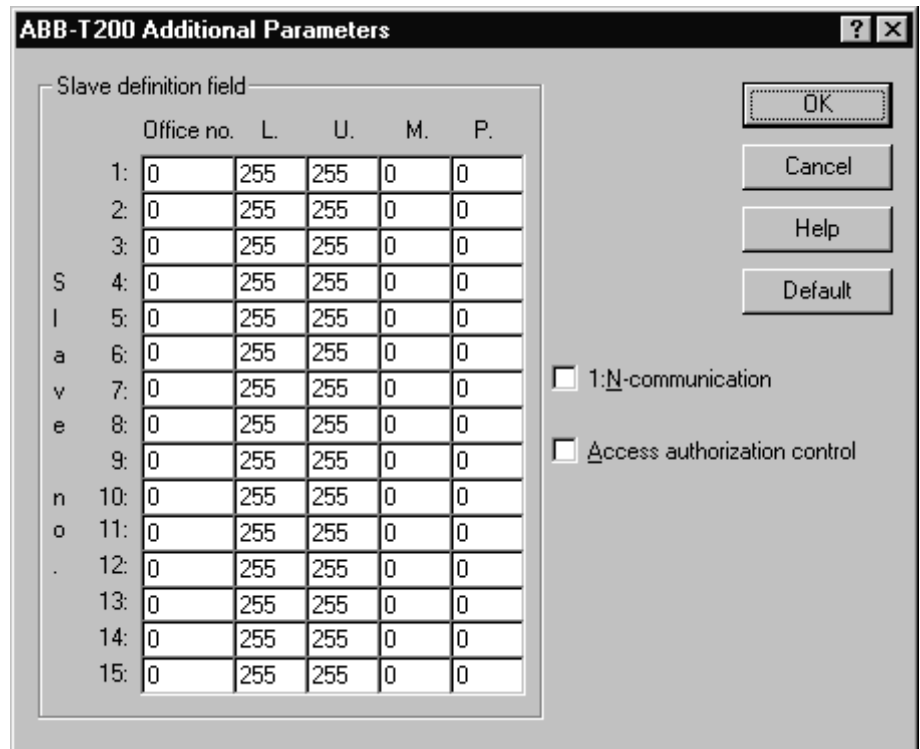 ABB-T200 Additional Parameters
Slave definition field
Office no. L. U. M. P.
Slave no.
1: 0 255 255 0 0
2: 0 255 255 0 0
3: 0 255 255 0 0
4: 0 255 255 0 0
5: 0 255 255 0 0
6: 0 255 255 0 0
7: 0 255 255 0 0
8: 0 255 255 0 0
9: 0 255 255 0 0
10: 0 255 255 0 0
11: 0 255 255 0 0
12: 0 255 255 0 0
13: 0 255 255 0 0
14: 0 255 255 0 0
15: 0 255 255 0 0
OK
Cancel
Help
Default
1:N-communication
Access authorization control